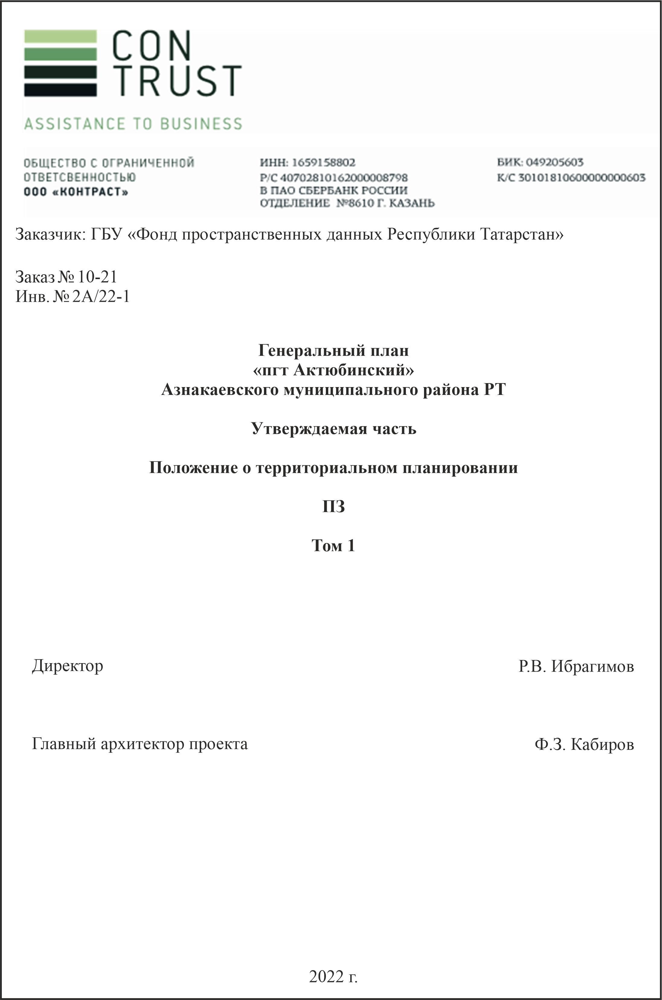 CON
TRUST
ASSISTANCE TO BUSINESS
ОБЩЕСТВО С ОГРАНИЧЕННОЙ
ОТВЕТСВЕННОСТЬЮ
ООО «КОНТРАСТ»
ИНН: 1659158802
Р/С 40702810162000008798
В ПАО СБЕРБАНК РОССИИ
ОТДЕЛЕНИЕ №8610 Г. КАЗАНЬ
БИК: 049205603
К/С 30101810600000000603
Заказчик: ГБУ «Фонд пространственных данных Республики Татарстан»
Заказ № 10-21
Инв. № 2А/22-1
Генеральный план
«пгт Актюбинский»
Азнакаевского муниципального района РТ
Утверждаемая часть
Положение о территориальном планировании
ПЗ
Том 1
Директор Р.В. Ибрагимов
Главный архитектор проекта Ф.З. Кабиров
2022 г.